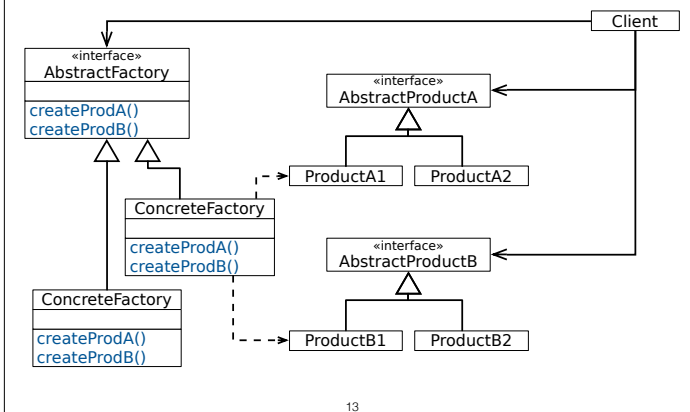 Client
«interface»
AbstractFactory
createProdA()
createProdB()
«interface»
AbstractProductA
ProductA1
ProductA2
ConcreteFactory
createProdA()
createProdB()
«interface»
AbstractProductB
ConcreteFactory
createProdA()
createProdB()
ProductB1
ProductB2
13